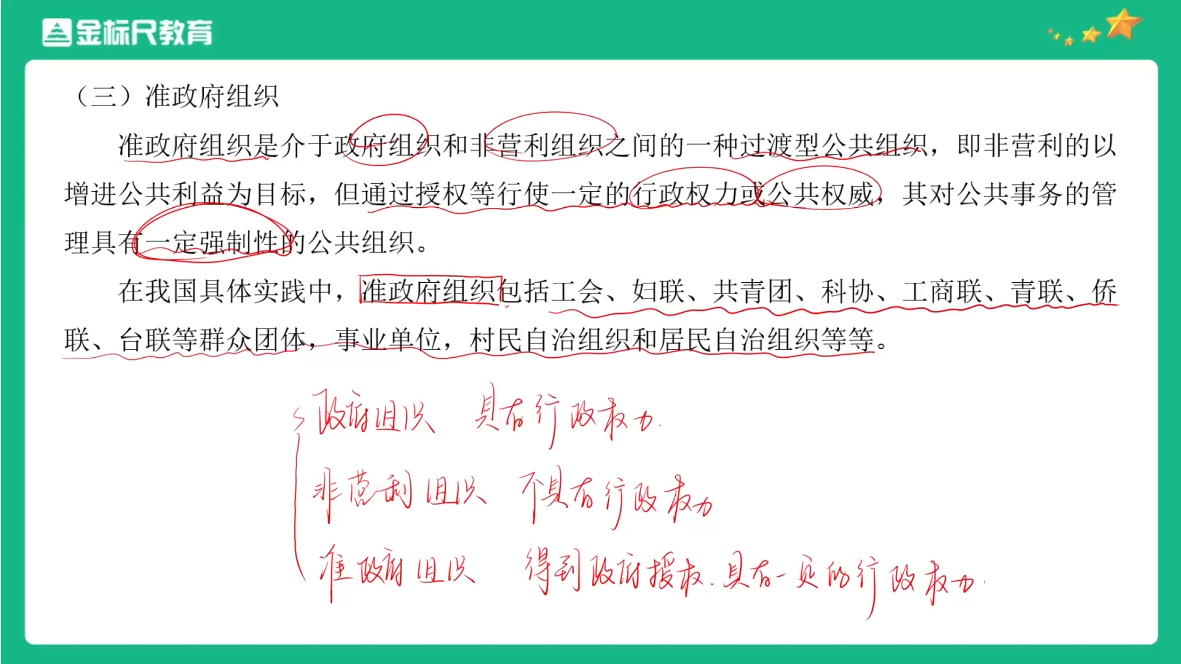 金标尺教育
（三）准政府组织
准政府组织是介于政府组织和非营利组织之间的一种过渡型公共组织，即非营利的以
增进公共利益为目标，但通过授权等行使一定的行政权力或公共权威，其对公共事务的管
理具有一定强制性的公共组织。
在我国具体实践中，准政府组织包括工会、妇联、共青团、科协、工商联、青联、侨
联、台联等群众团体，事业单位，村民自治组织和居民自治组织等等。
政府组织 具有行政权力.
非营利组织 不具有行政权力
准政府组织 得到政府授权.具有一定的行政权力.